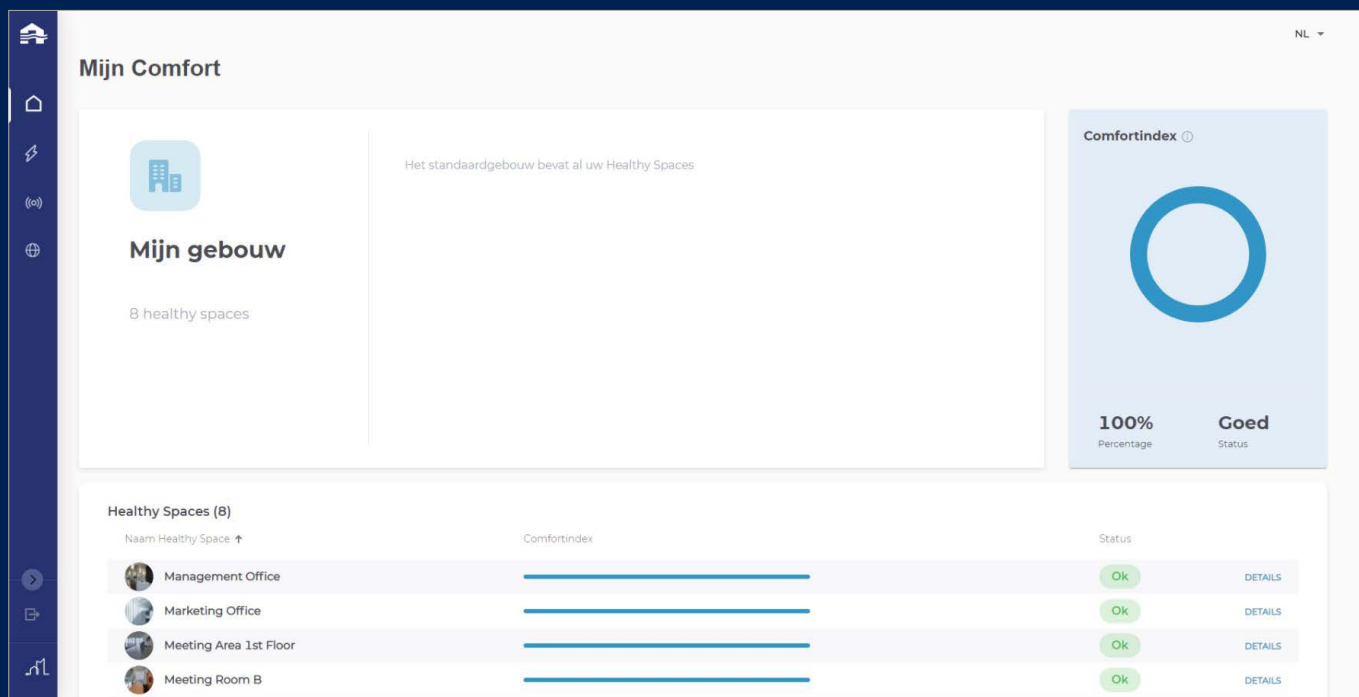 NL
Mijn Comfort
Het standaardgebouw bevat al uw Healthy Spaces
Mijn gebouw
8 healthy spaces
Comfortindex
100% Goed
Percentage Status
Healthy Spaces (8)
Naam Healthy Space ↑ Comfortindex Status
Management Office Ok DETAILS
Marketing Office Ok DETAILS
Meeting Area 1st Floor Ok DETAILS
Meeting Room B Ok DETAILS